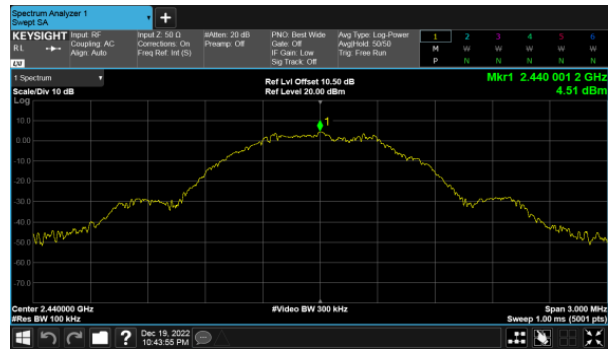 Spectrum Analyzer 1
Swept SA
+
KEYSIGHT Input: RF Input Z: 50 Ω #Atten: 20 dB PNO: Best Wide Avg Type: Log-Power 1 2 3 4 5 6
RL Coupling: AC Corrections: On Preamp: Off Gate: Off Avg|Hold: 50/50 M W W W W W
Align: Auto Freq Ref: Int (S) IF Gain: Low Trig: Free Run P N N N N N
Sig Track: Off
LXI
1 Spectrum Ref Lvl Offset 10.50 dB Mkr1 2.440 001 2 GHz
Scale/Div 10 dB Ref Level 20.00 dBm 4.51 dBm
Log
1
10.0
0.00
-10.0
-20.0
-30.0
-40.0
-50.0
-60.0
-70.0
Center 2.440000 GHz #Video BW 300 kHz Span 3.000 MHz
#Res BW 100 kHz Sweep 1.00 ms (5001 pts)
? Dec 19, 2022
10:43:55 PM